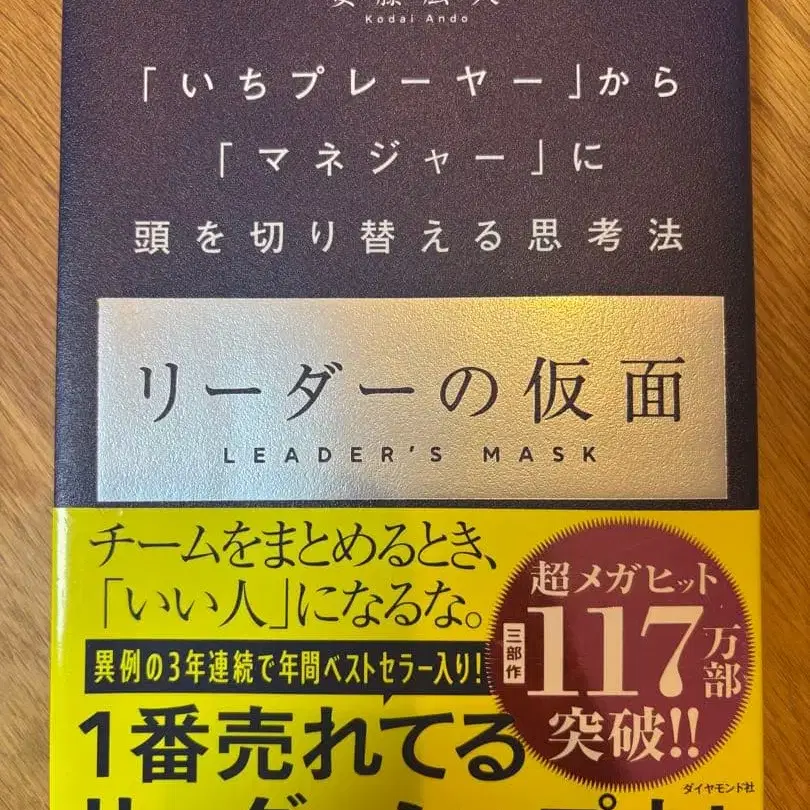 Kodai Ando
「いちプレーヤー」から
「マネジャー」に
頭を切り替える思考法
リーダーの仮面
LEADER'S MASK
チームをまとめるとき、
「いい人」になるな。
異例の3年連続で年間ベストセラー入り!
1番売れてる
超メガヒット
三部作
117万部
突破!!
ダイヤモンド社